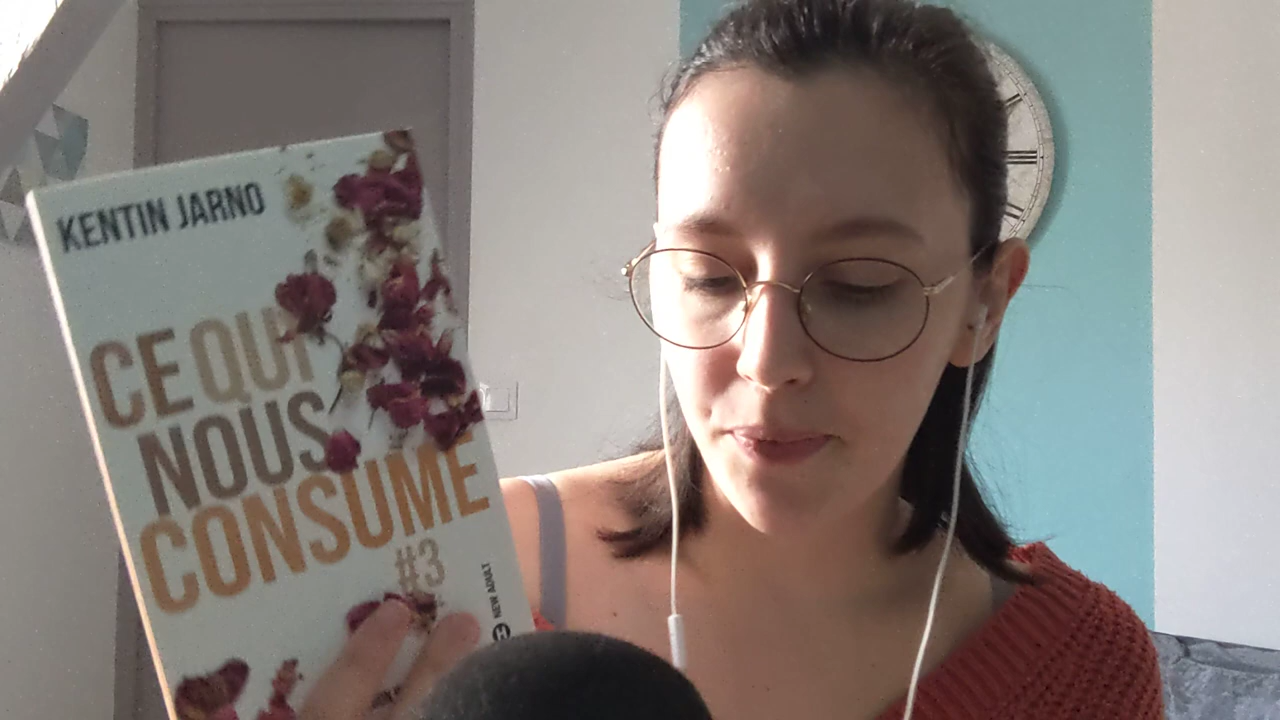 KENTIN JARNO
CE QUI
NOUS
CONSUME
#3
NEW ADULT